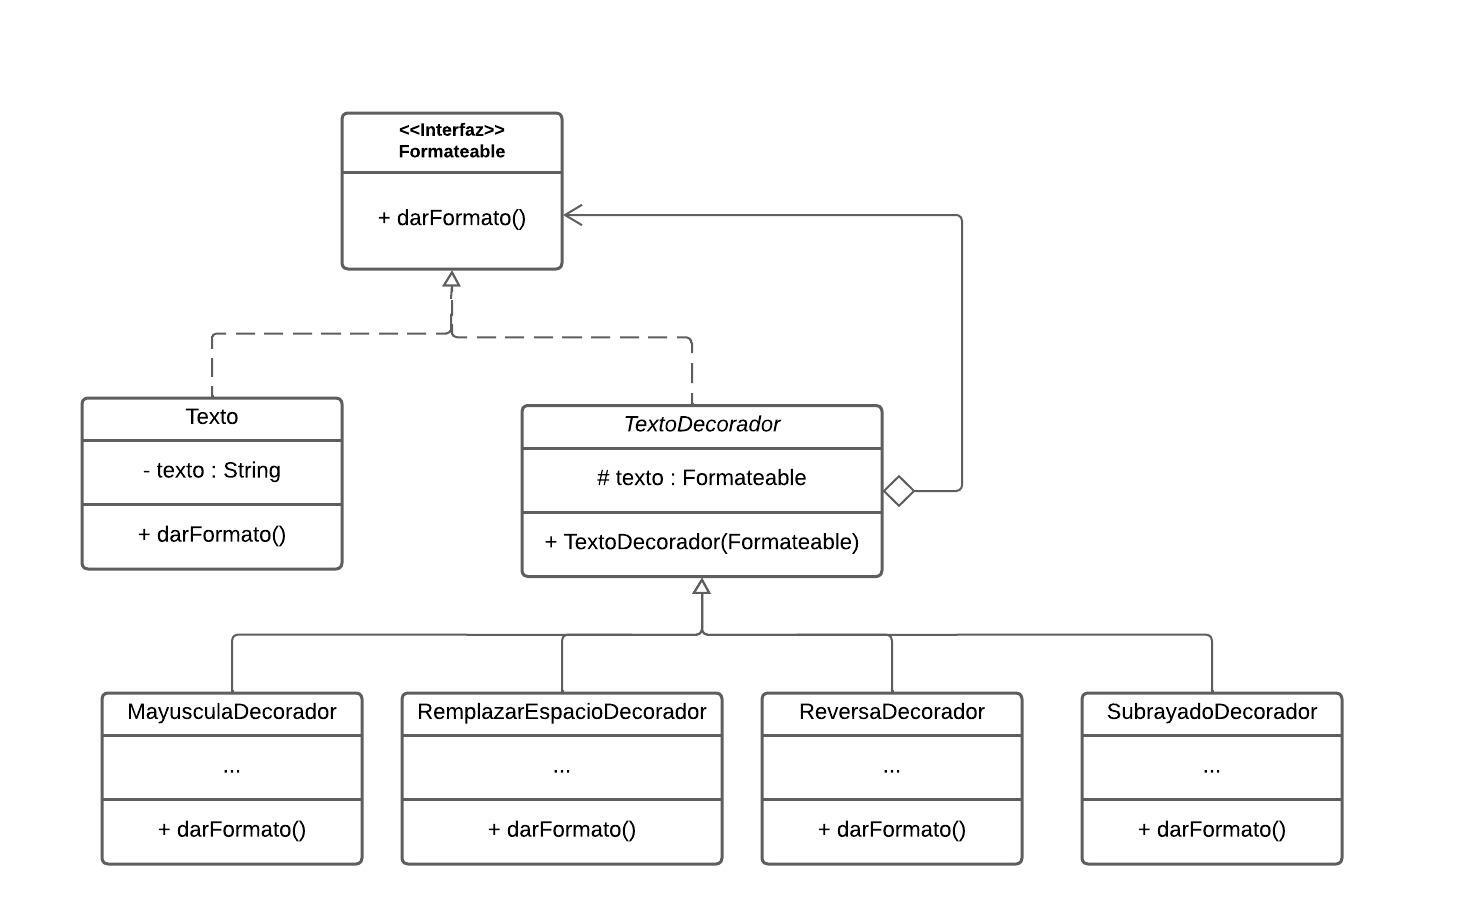 <<Interfaz>>
Formateable
+ darFormato()
Texto
- texto : String
+ darFormato()
TextoDecorador
# texto : Formateable
+ TextoDecorador(Formateable)
MayusculaDecorador
...
+ darFormato()
RemplazarEspacioDecorador
...
+ darFormato()
ReversaDecorador
...
+ darFormato()
SubrayadoDecorador
...
+ darFormato()